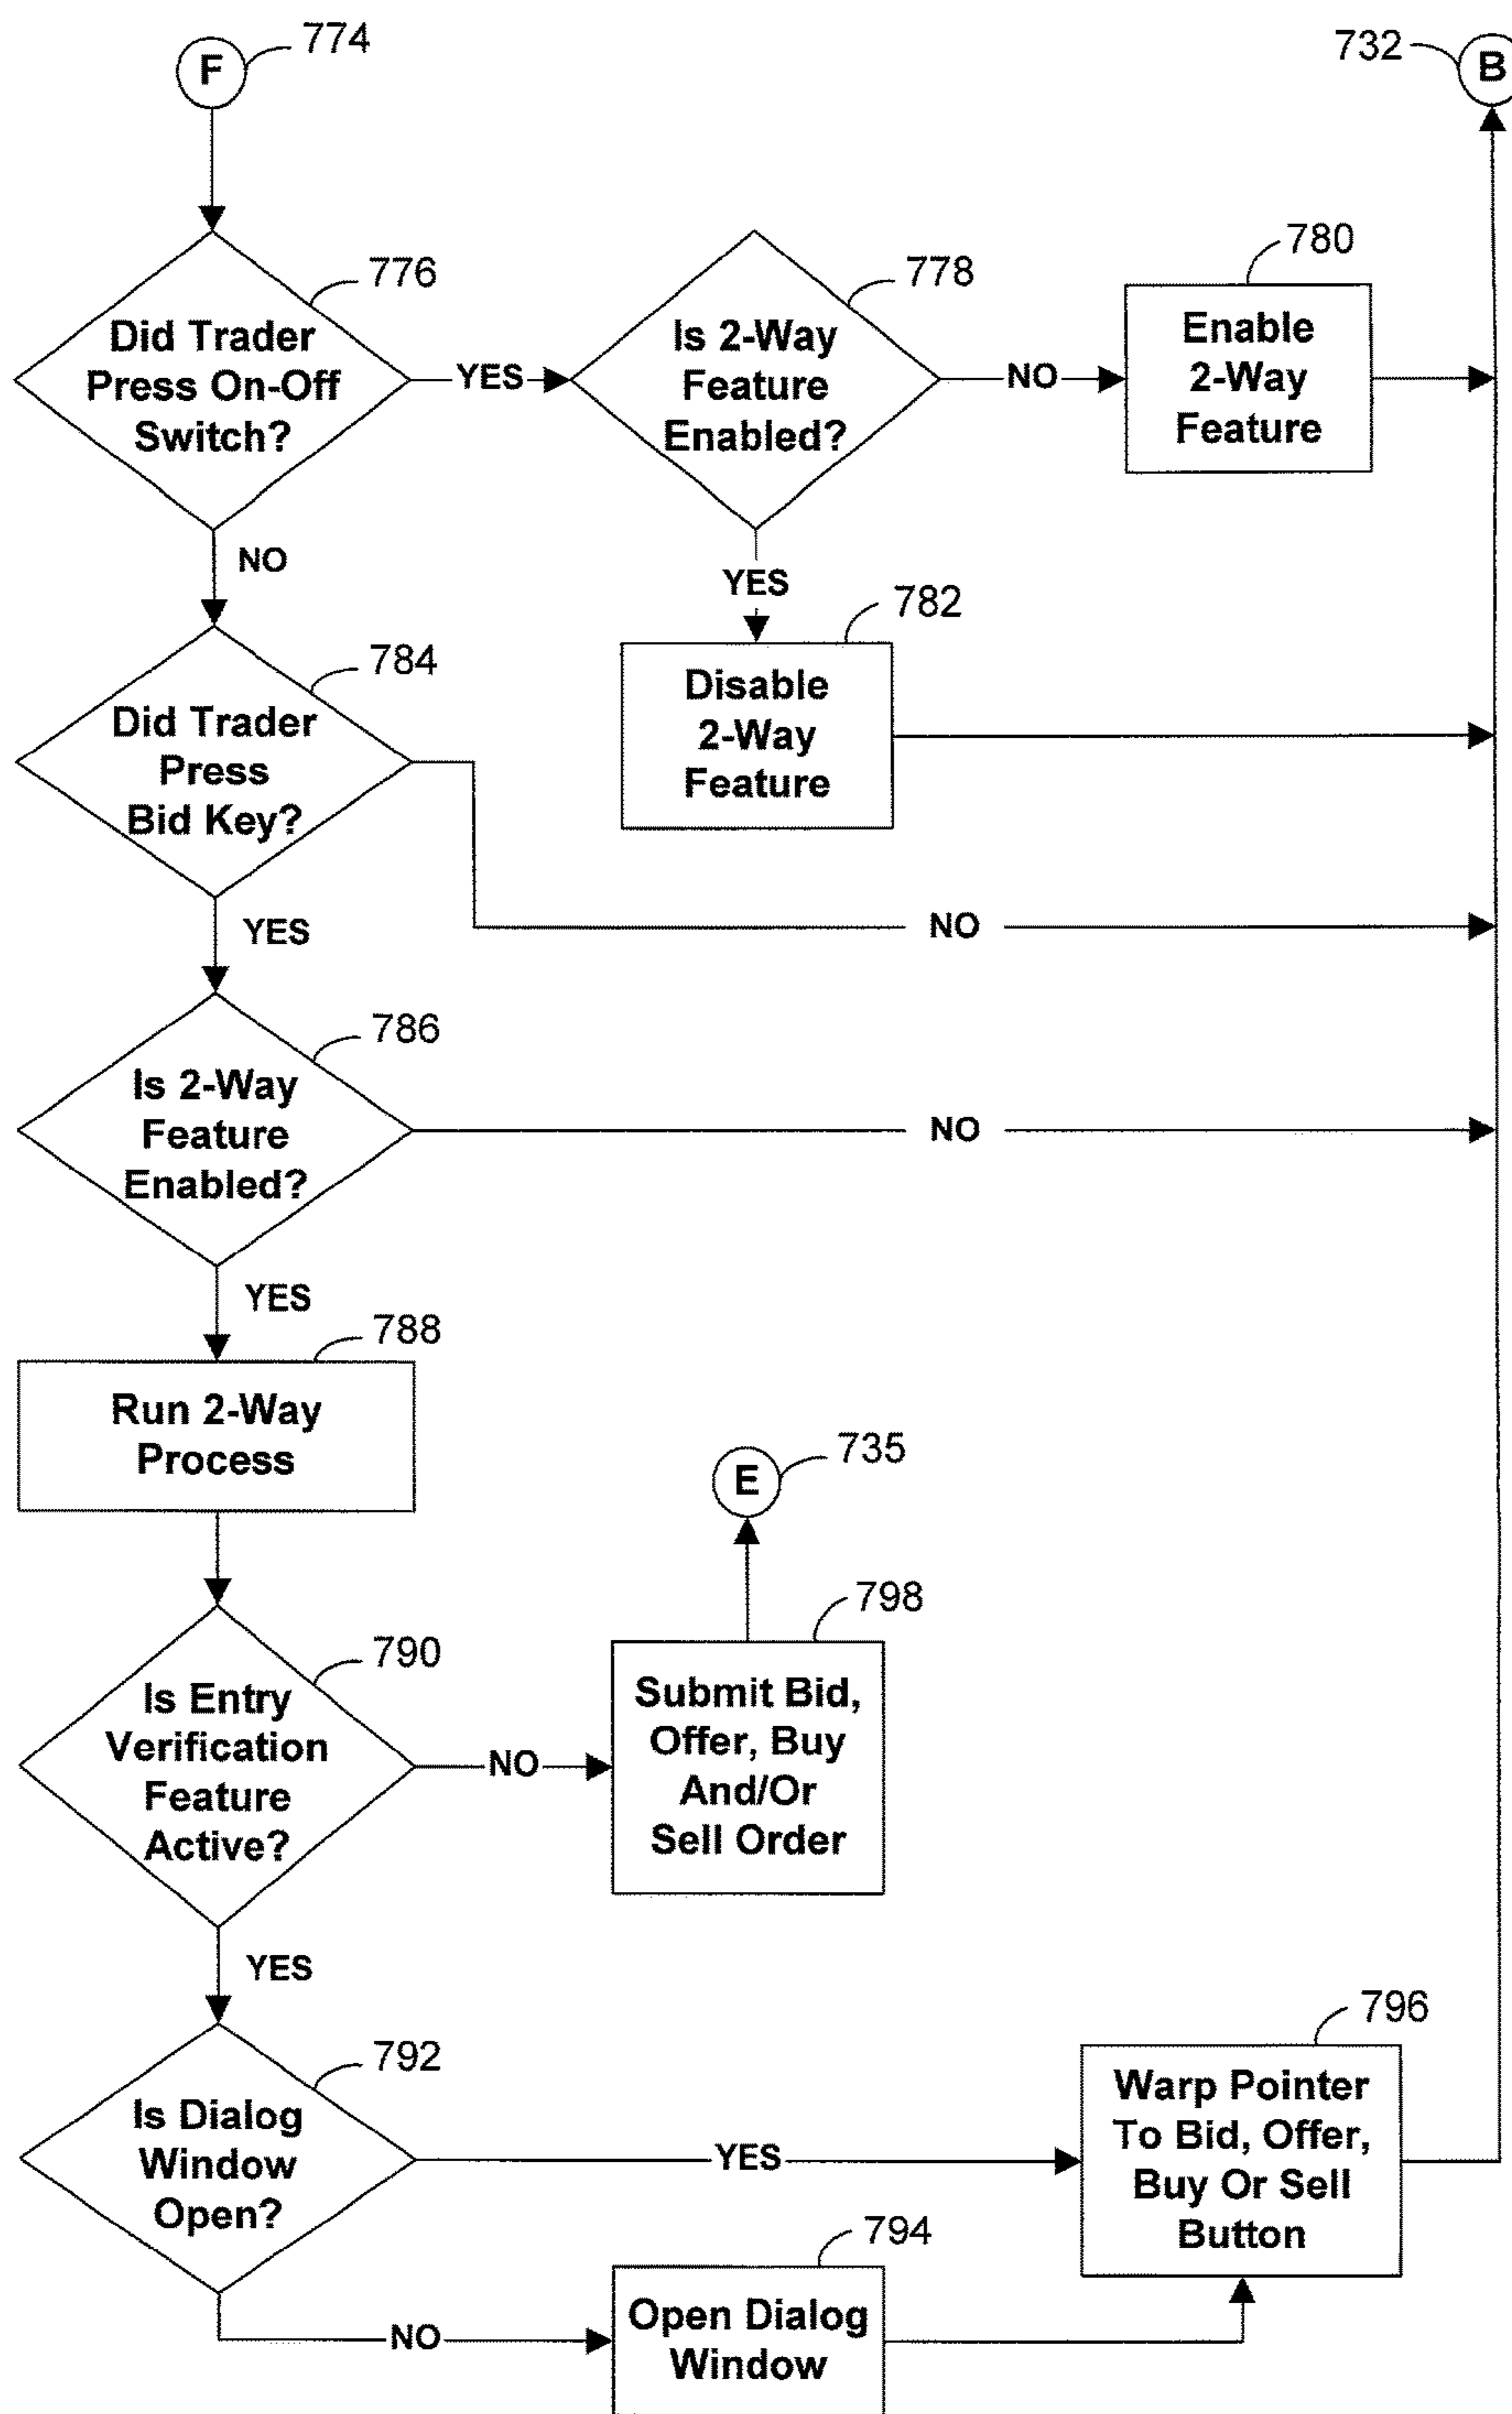 F
774
732
B
776
Did Trader
Press On-Off
Switch?
YES
778
Is 2-Way
Feature
Enabled?
NO
780
Enable
2-Way
Feature
NO
YES
782
Disable
2-Way
Feature
784
Did Trader
Press
Bid Key?
NO
YES
786
Is 2-Way
Feature
Enabled?
NO
YES
788
Run 2-Way
Process
735
E
790
Is Entry
Verification
Feature
Active?
NO
798
Submit Bid,
Offer, Buy
And/Or
Sell Order
YES
792
Is Dialog
Window
Open?
YES
796
Warp Pointer
To Bid, Offer,
Buy Or Sell
Button
NO
794
Open Dialog
Window